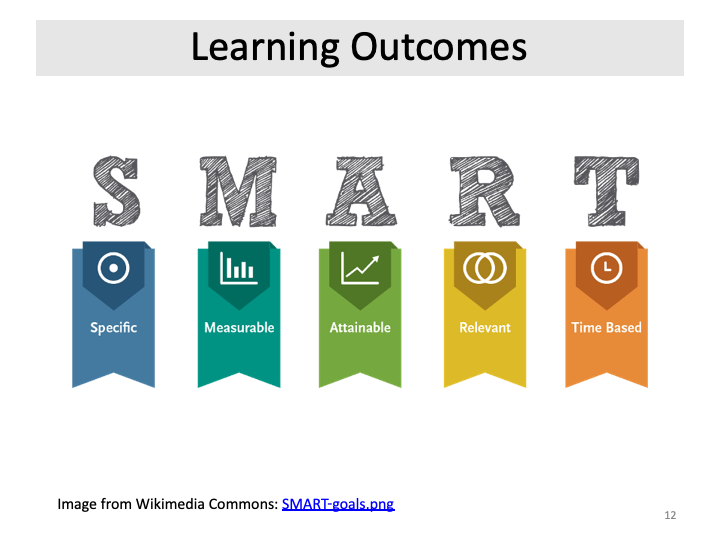 Learning Outcomes
S M A R T
Specific Measurable Attainable Relevant Time Based
Image from Wikimedia Commons: SMART-goals.png
12